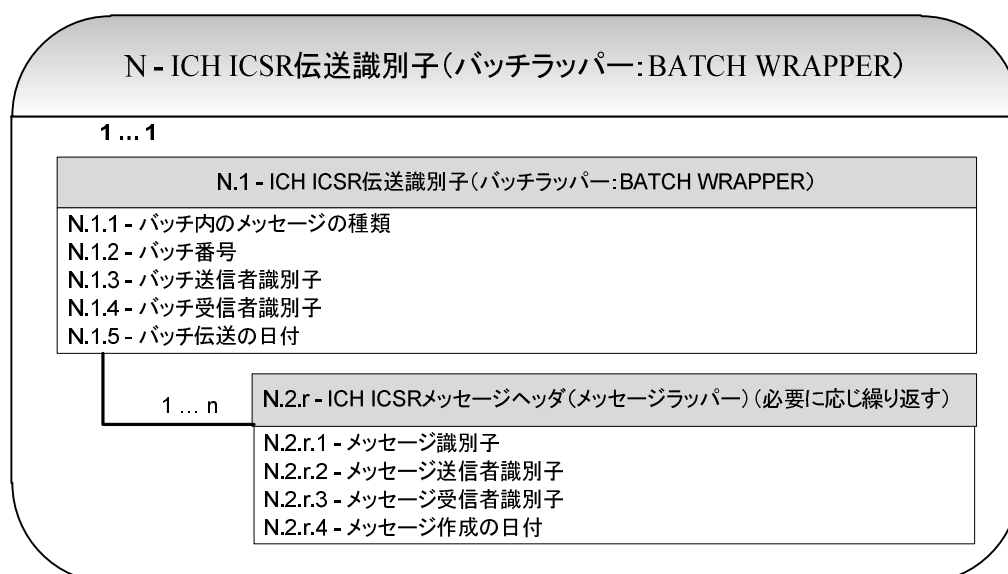 N - ICH ICSR伝送識別子(バッチラッパー:BATCH WRAPPER)
1 … 1
N.1 - ICH ICSR伝送識別子(バッチラッパー:BATCH WRAPPER)
N.1.1 - バッチ内のメッセージの種類
N.1.2 - バッチ番号
N.1.3 - バッチ送信者識別子
N.1.4 - バッチ受信者識別子
N.1.5 - バッチ伝送の日付
1 … n
N.2.r - ICH ICSRメッセージヘッダ(メッセージラッパー)(必要に応じ繰り返す)
N.2.r.1 - メッセージ識別子
N.2.r.2 - メッセージ送信者識別子
N.2.r.3 - メッセージ受信者識別子
N.2.r.4 - メッセージ作成の日付